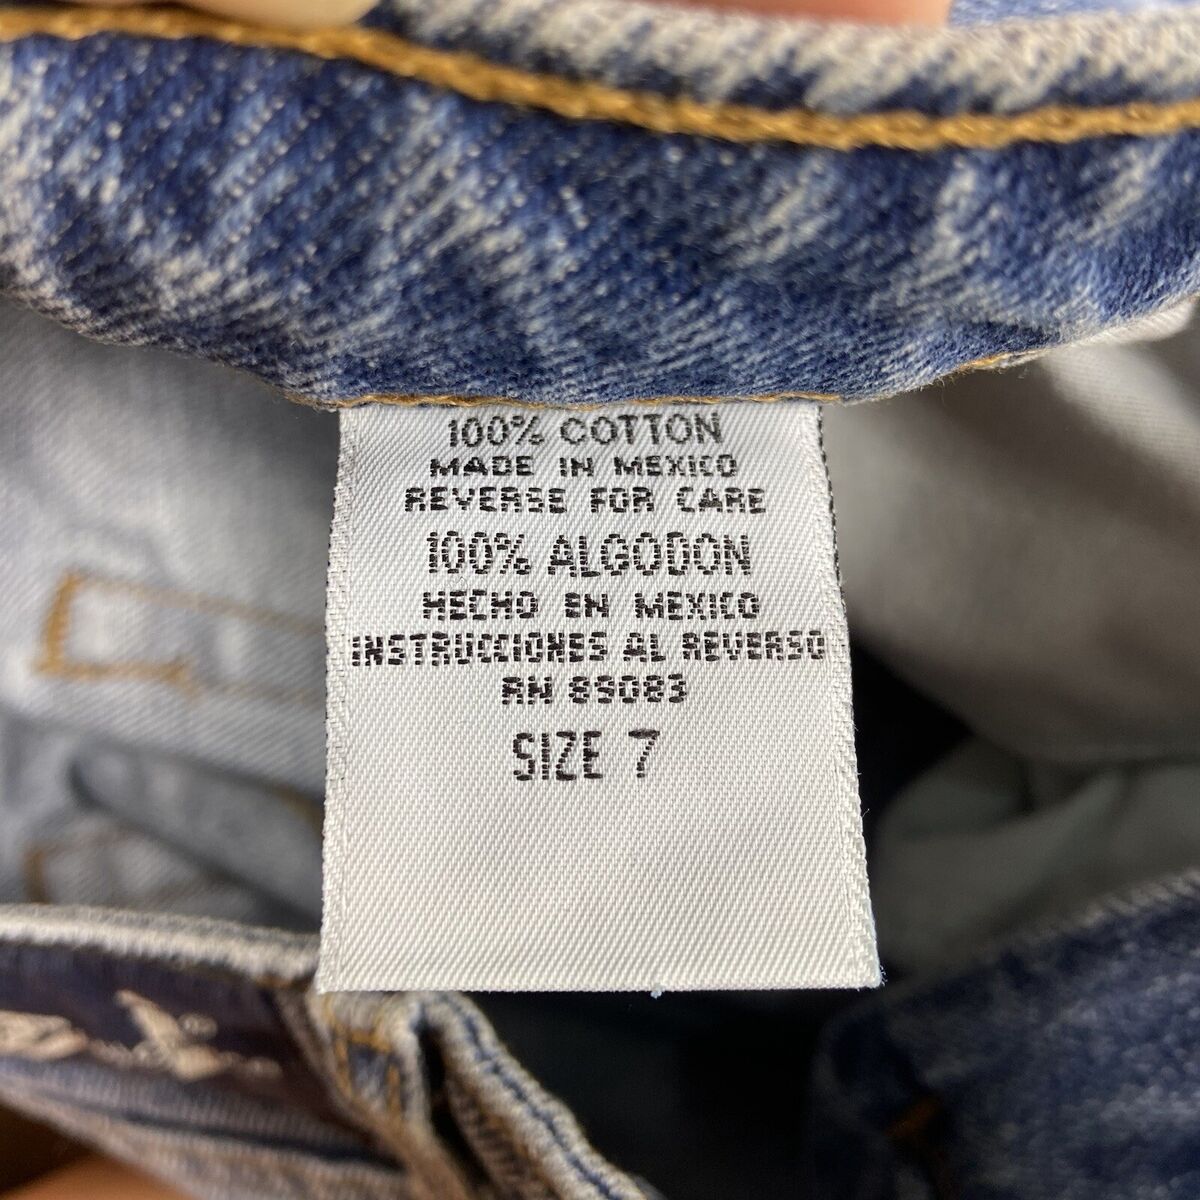 100% COTTON
MADE IN MEXICO
REVERSE FOR CARE
100% ALGODON
HECHO EN MEXICO
INSTRUCCIONES AL REVERSO
RN 89083
SIZE 7